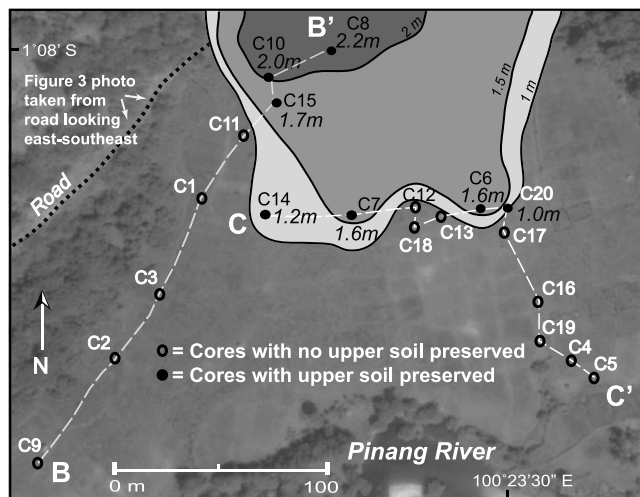 1°08' S
B'
C8
2.2m
2 m
C10
2.0m
1.5 m
1 m
Figure 3 photo
taken from
road looking
east-southeast
C15
1.7m
C11
Road
C1
C14
1.2m
C
C7
1.6m
C12
C18
C13
C6
1.6m
C20
1.0m
C17
C3
C16
N
C2
C19
C4
C5
C'
= Cores with no upper soil preserved
= Cores with upper soil preserved
C9
B
Pinang River
0 m
100
100°23'30" E